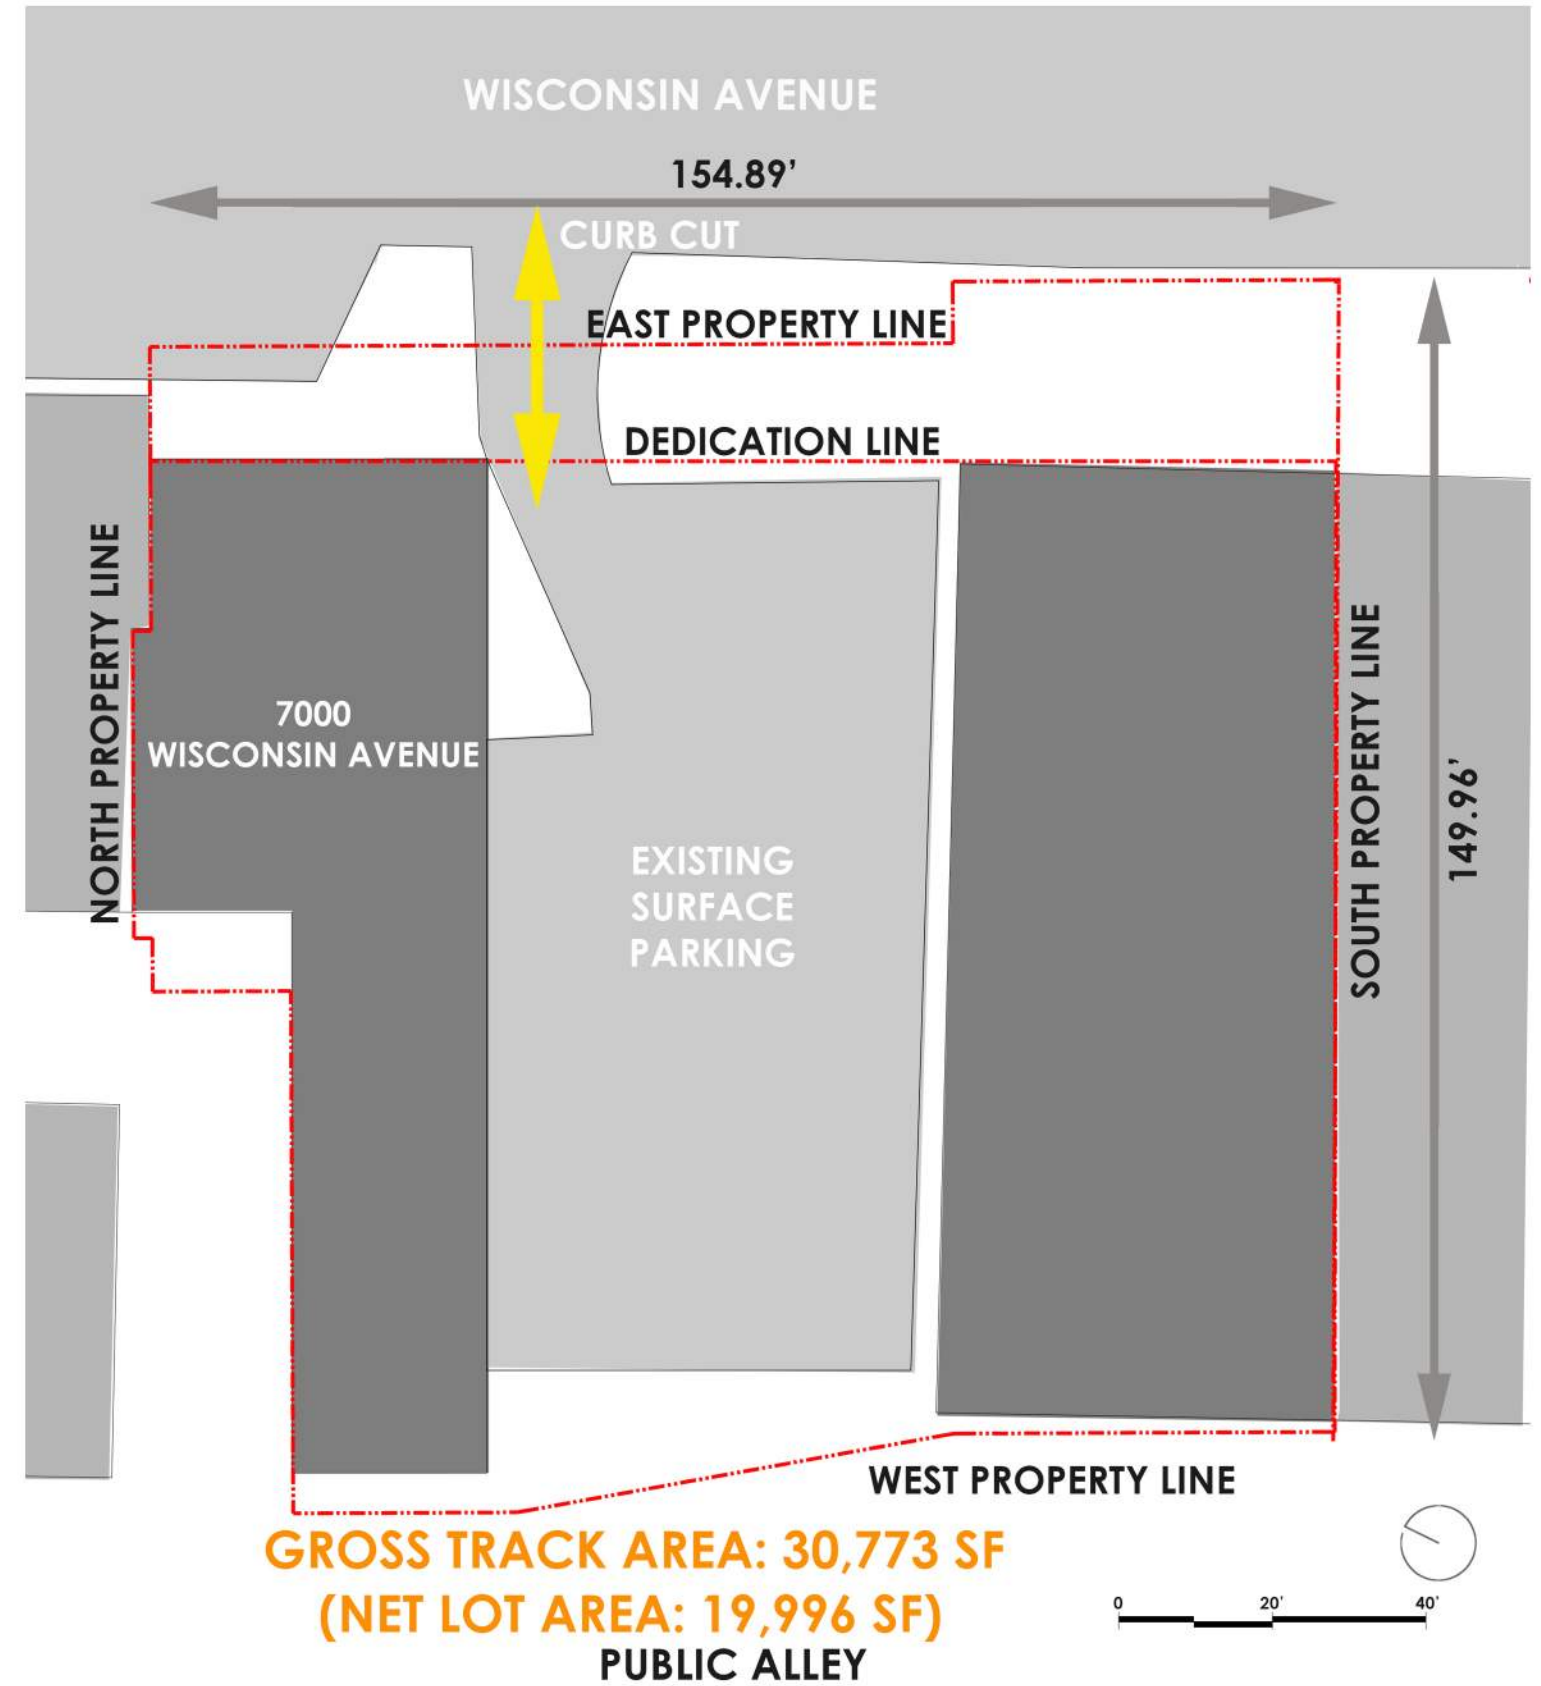 WISCONSIN AVENUE
154.89’
CURB CUT
EAST PROPERTY LINE
DEDICATION LINE
NORTH PROPERTY LINE
7000
WISCONSIN AVENUE
EXISTING
SURFACE
PARKING
SOUTH PROPERTY LINE
149.96’
WEST PROPERTY LINE
GROSS TRACK AREA: 30,773 SF
(NET LOT AREA: 19,996 SF)
PUBLIC ALLEY
0 20' 40'